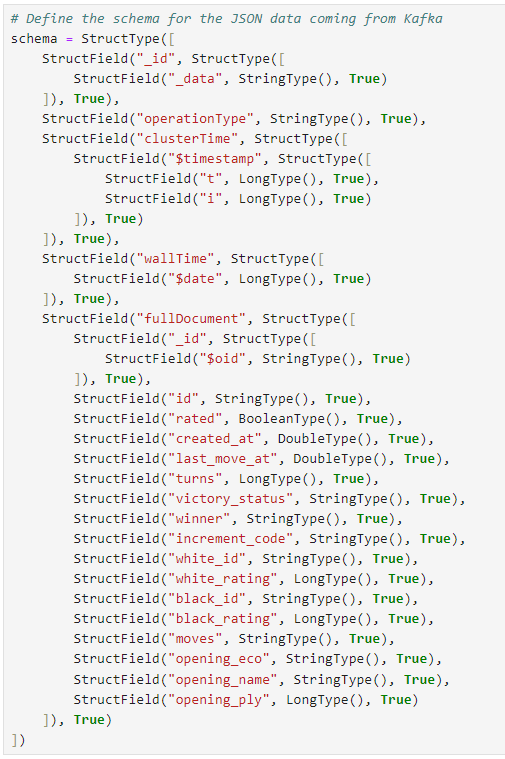 # Define the schema for the JSON data coming from Kafka
schema = StructType([
    StructField("_id", StructType([
        StructField("_data", StringType(), True)
    ]), True),
    StructField("operationType", StringType(), True),
    StructField("clusterTime", StructType([
        StructField("$timestamp", StructType([
            StructField("t", LongType(), True),
            StructField("i", LongType(), True)
        ]), True)
    ]), True),
    StructField("wallTime", StructType([
        StructField("$date", LongType(), True)
    ]), True),
    StructField("fullDocument", StructType([
        StructField("_id", StructType([
            StructField("$oid", StringType(), True)
        ]), True),
        StructField("id", StringType(), True),
        StructField("rated", BooleanType(), True),
        StructField("created_at", DoubleType(), True),
        StructField("last_move_at", DoubleType(), True),
        StructField("turns", LongType(), True),
        StructField("victory_status", StringType(), True),
        StructField("winner", StringType(), True),
        StructField("increment_code", StringType(), True),
        StructField("white_id", StringType(), True),
        StructField("white_rating", LongType(), True),
        StructField("black_id", StringType(), True),
        StructField("black_rating", LongType(), True),
        StructField("moves", StringType(), True),
        StructField("opening_eco", StringType(), True),
        StructField("opening_name", StringType(), True),
        StructField("opening_ply", LongType(), True)
    ]), True)
])